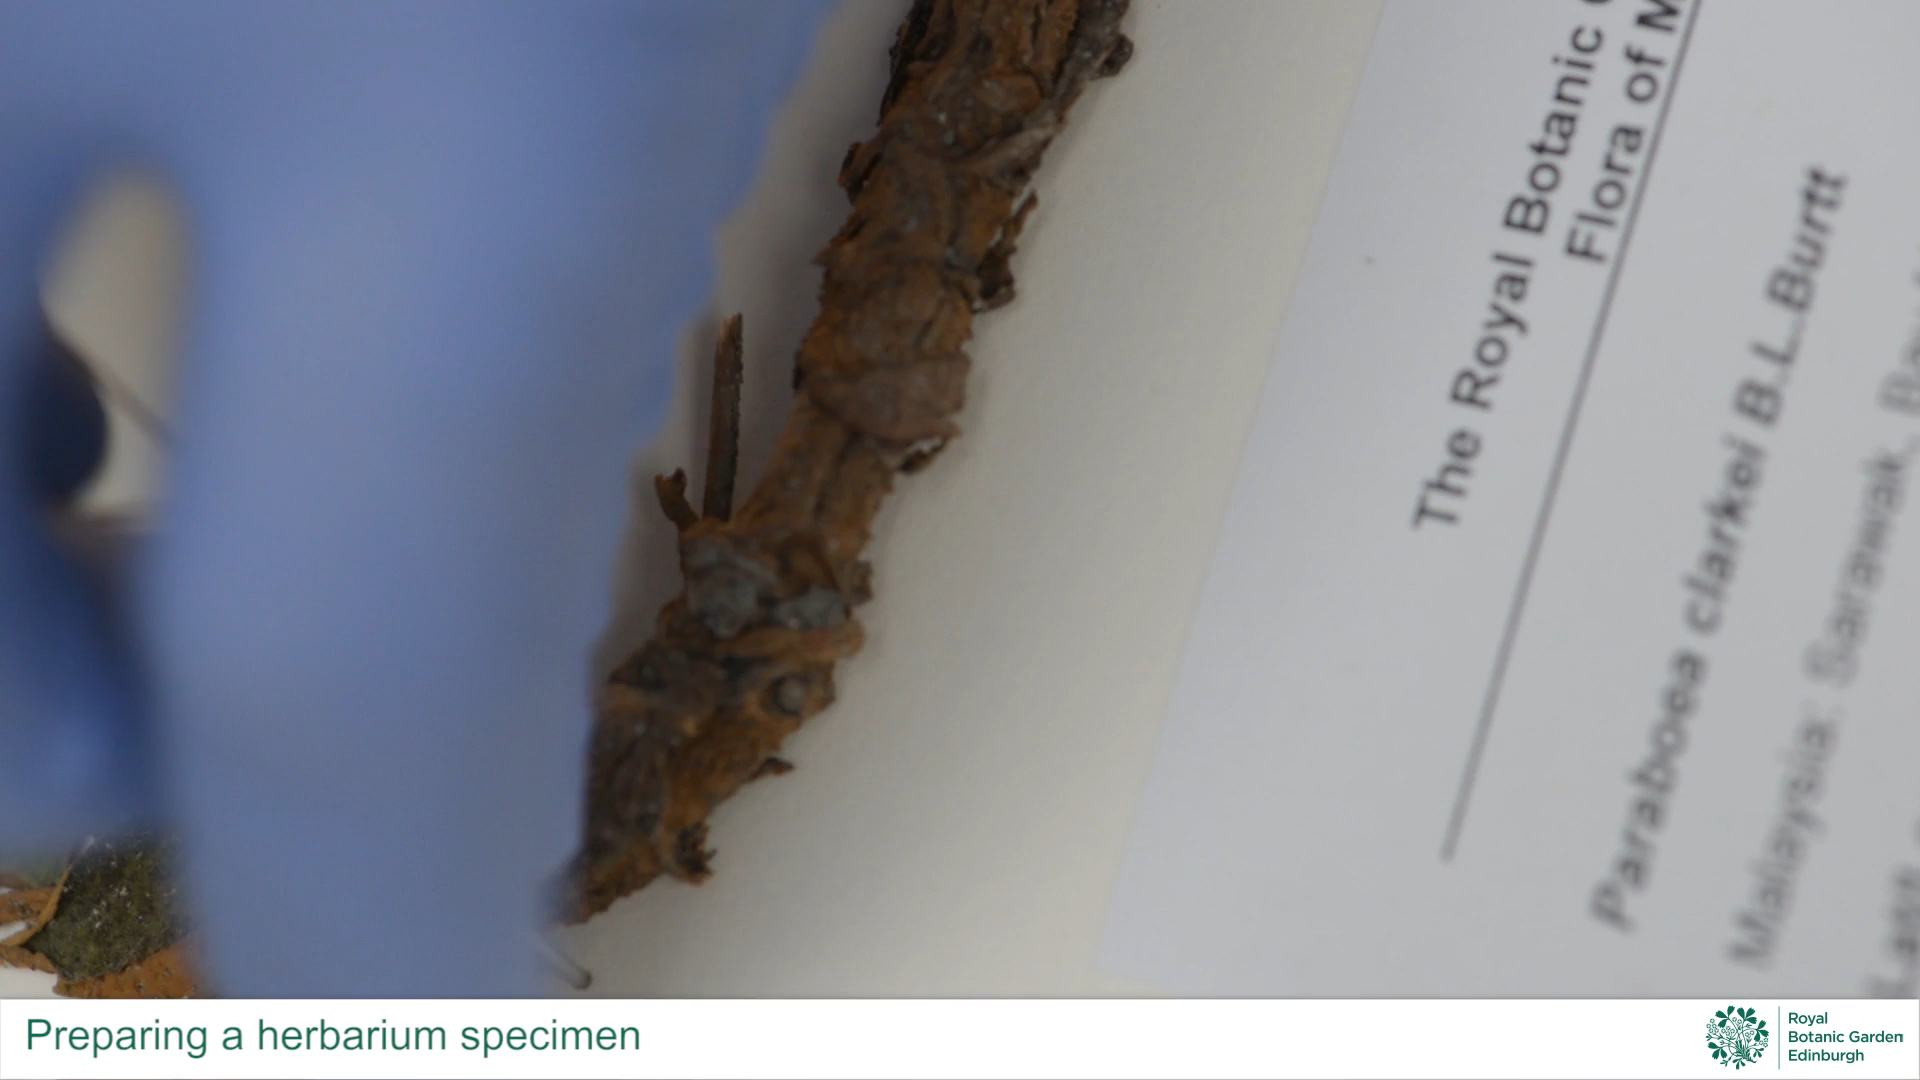 The Royal Botanic
Flora of M
Paraboea clarkei B.L.Burtt
Malaysia: Sarawak,
Preparing a herbarium specimen
Royal
Botanic Garden
Edinburgh